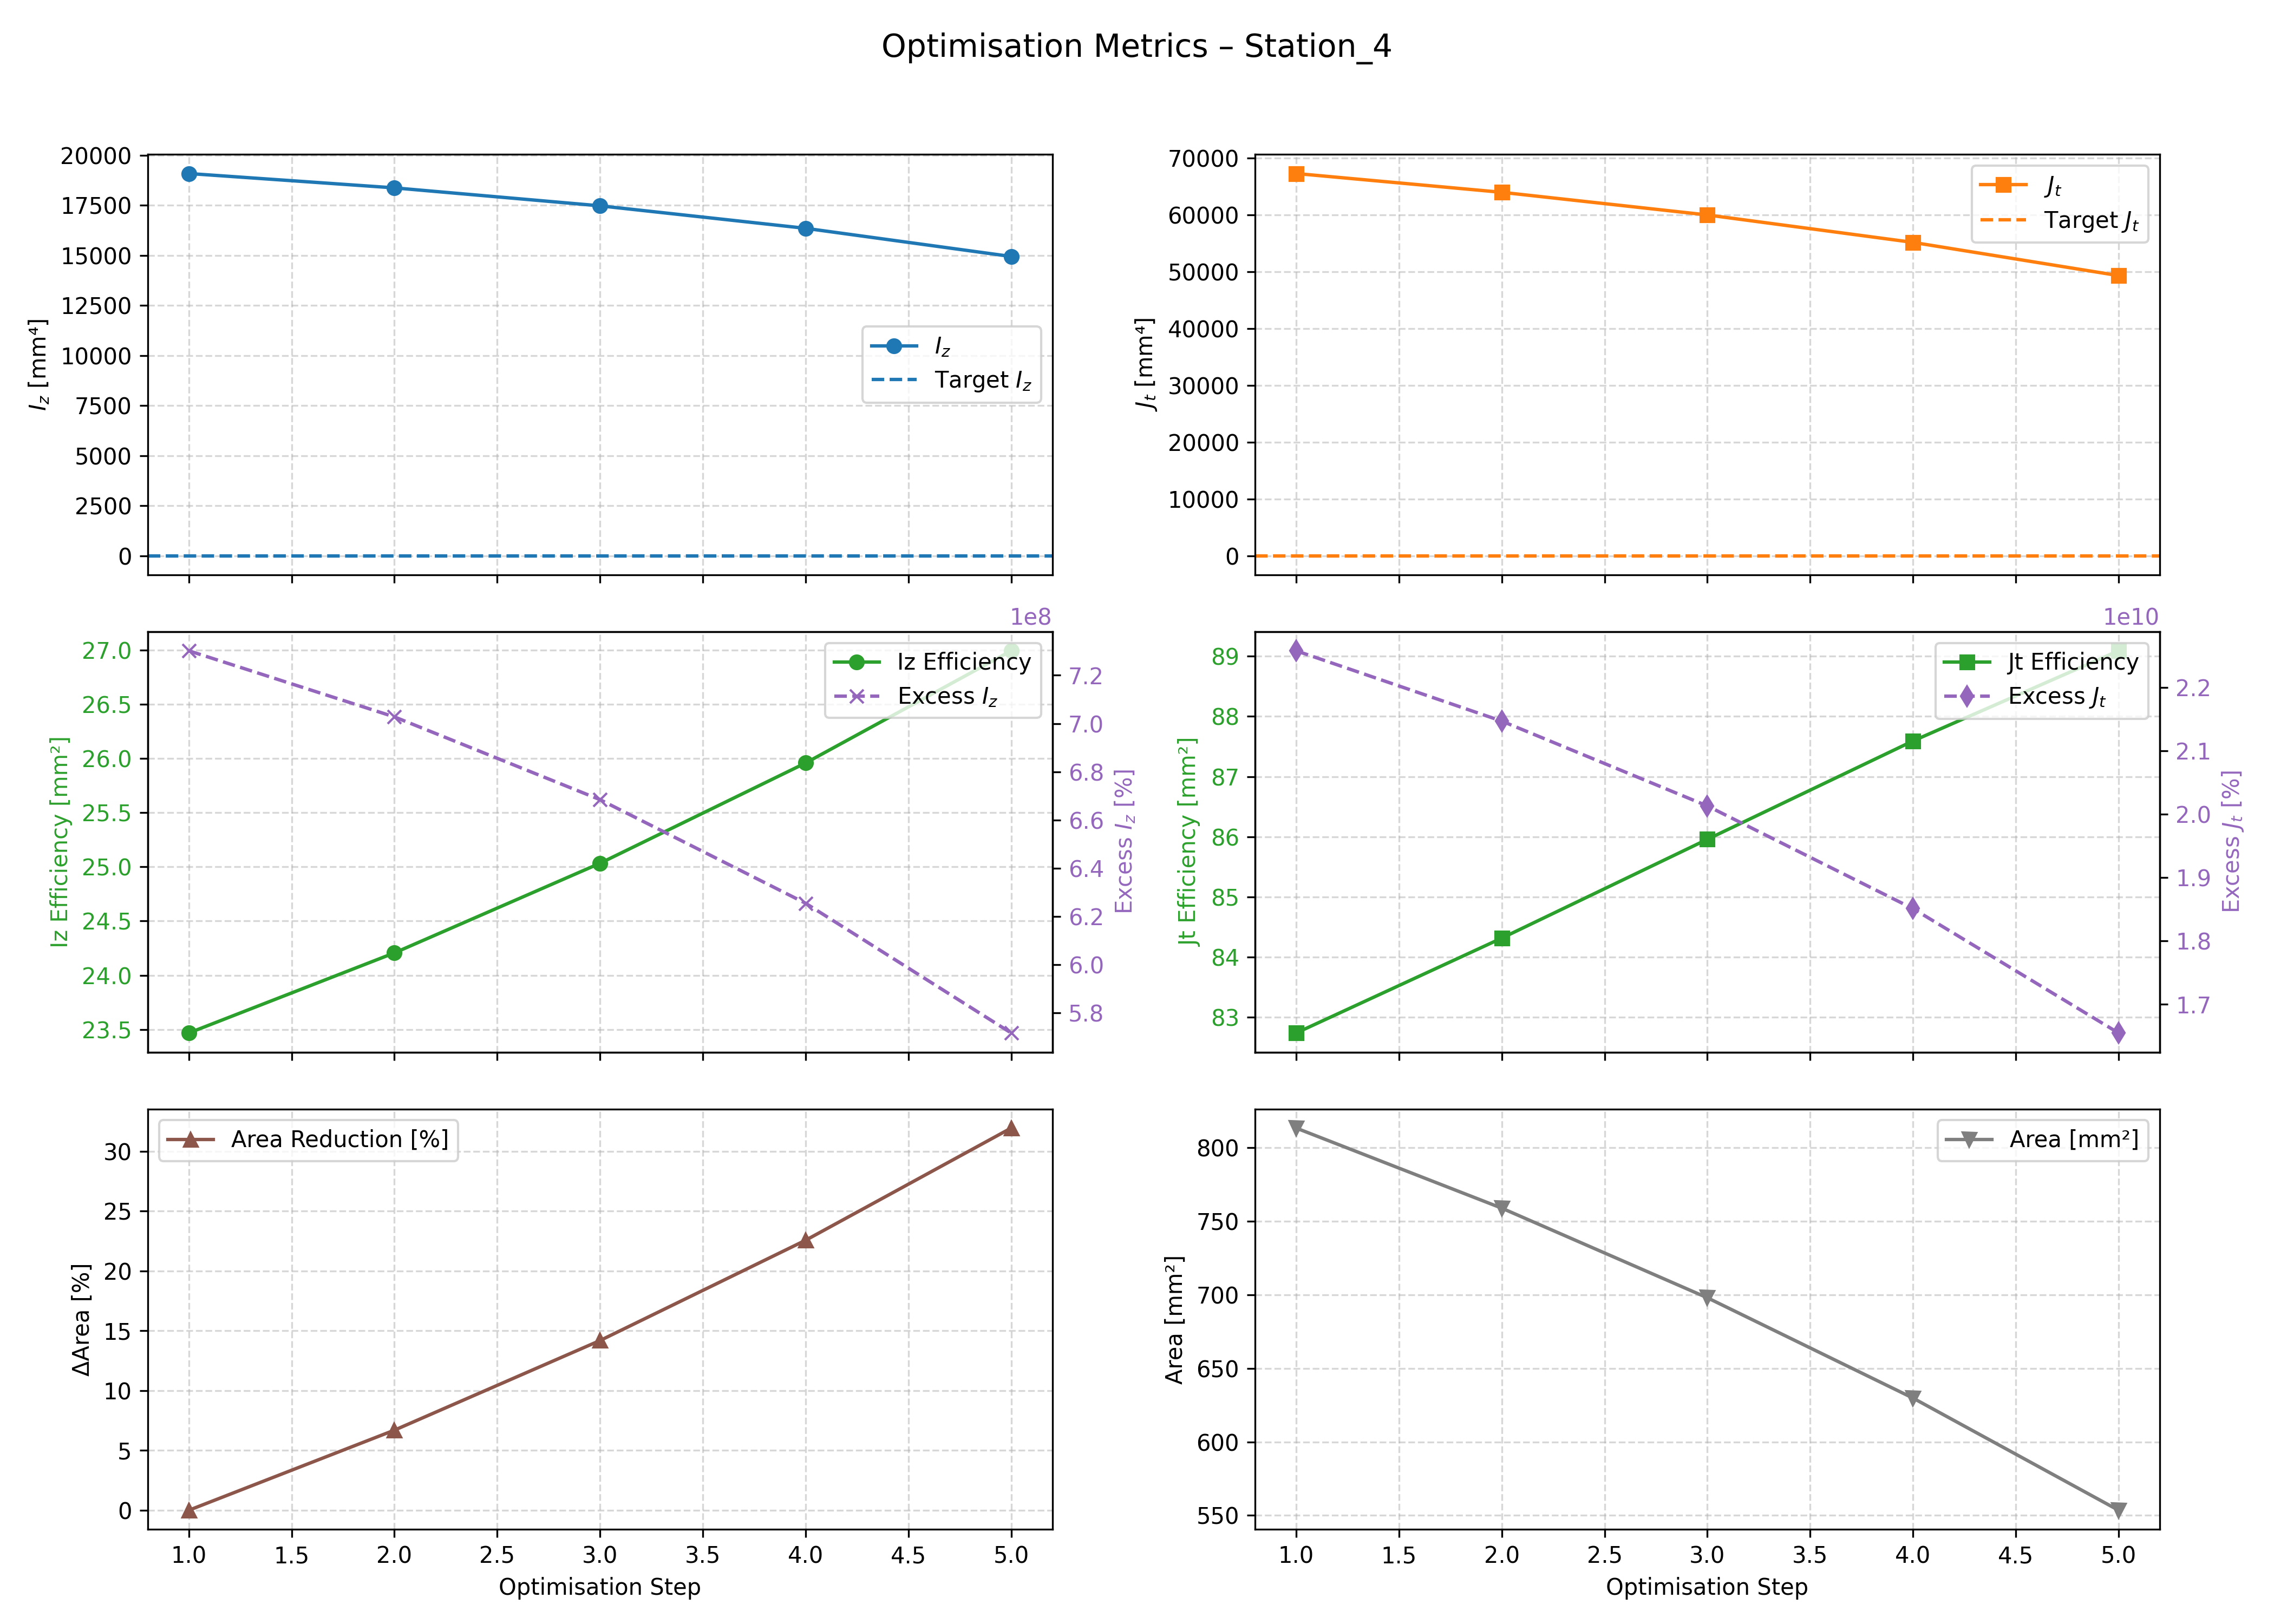 Optimisation Metrics – Station_4
20000
17500
15000
12500
10000
7500
5000
2500
0
I_z [mm⁴]
I_z
Target I_z
70000
60000
50000
40000
30000
20000
10000
0
J_t [mm⁴]
J_t
Target J_t
1e8
27.0
26.5
26.0
25.5
25.0
24.5
24.0
23.5
Iz Efficiency [mm²]
Iz Efficiency
Excess I_z
7.2
7.0
6.8
6.6
6.4
6.2
6.0
5.8
Excess I_z [%]
1e10
89
88
87
86
85
84
83
Jt Efficiency [mm²]
Jt Efficiency
Excess J_t
2.2
2.1
2.0
1.9
1.8
1.7
Excess J_t [%]
30
25
20
15
10
5
0
ΔArea [%]
Area Reduction [%]
1.0 1.5 2.0 2.5 3.0 3.5 4.0 4.5 5.0
Optimisation Step
800
750
700
650
600
550
Area [mm²]
Area [mm²]
1.0 1.5 2.0 2.5 3.0 3.5 4.0 4.5 5.0
Optimisation Step